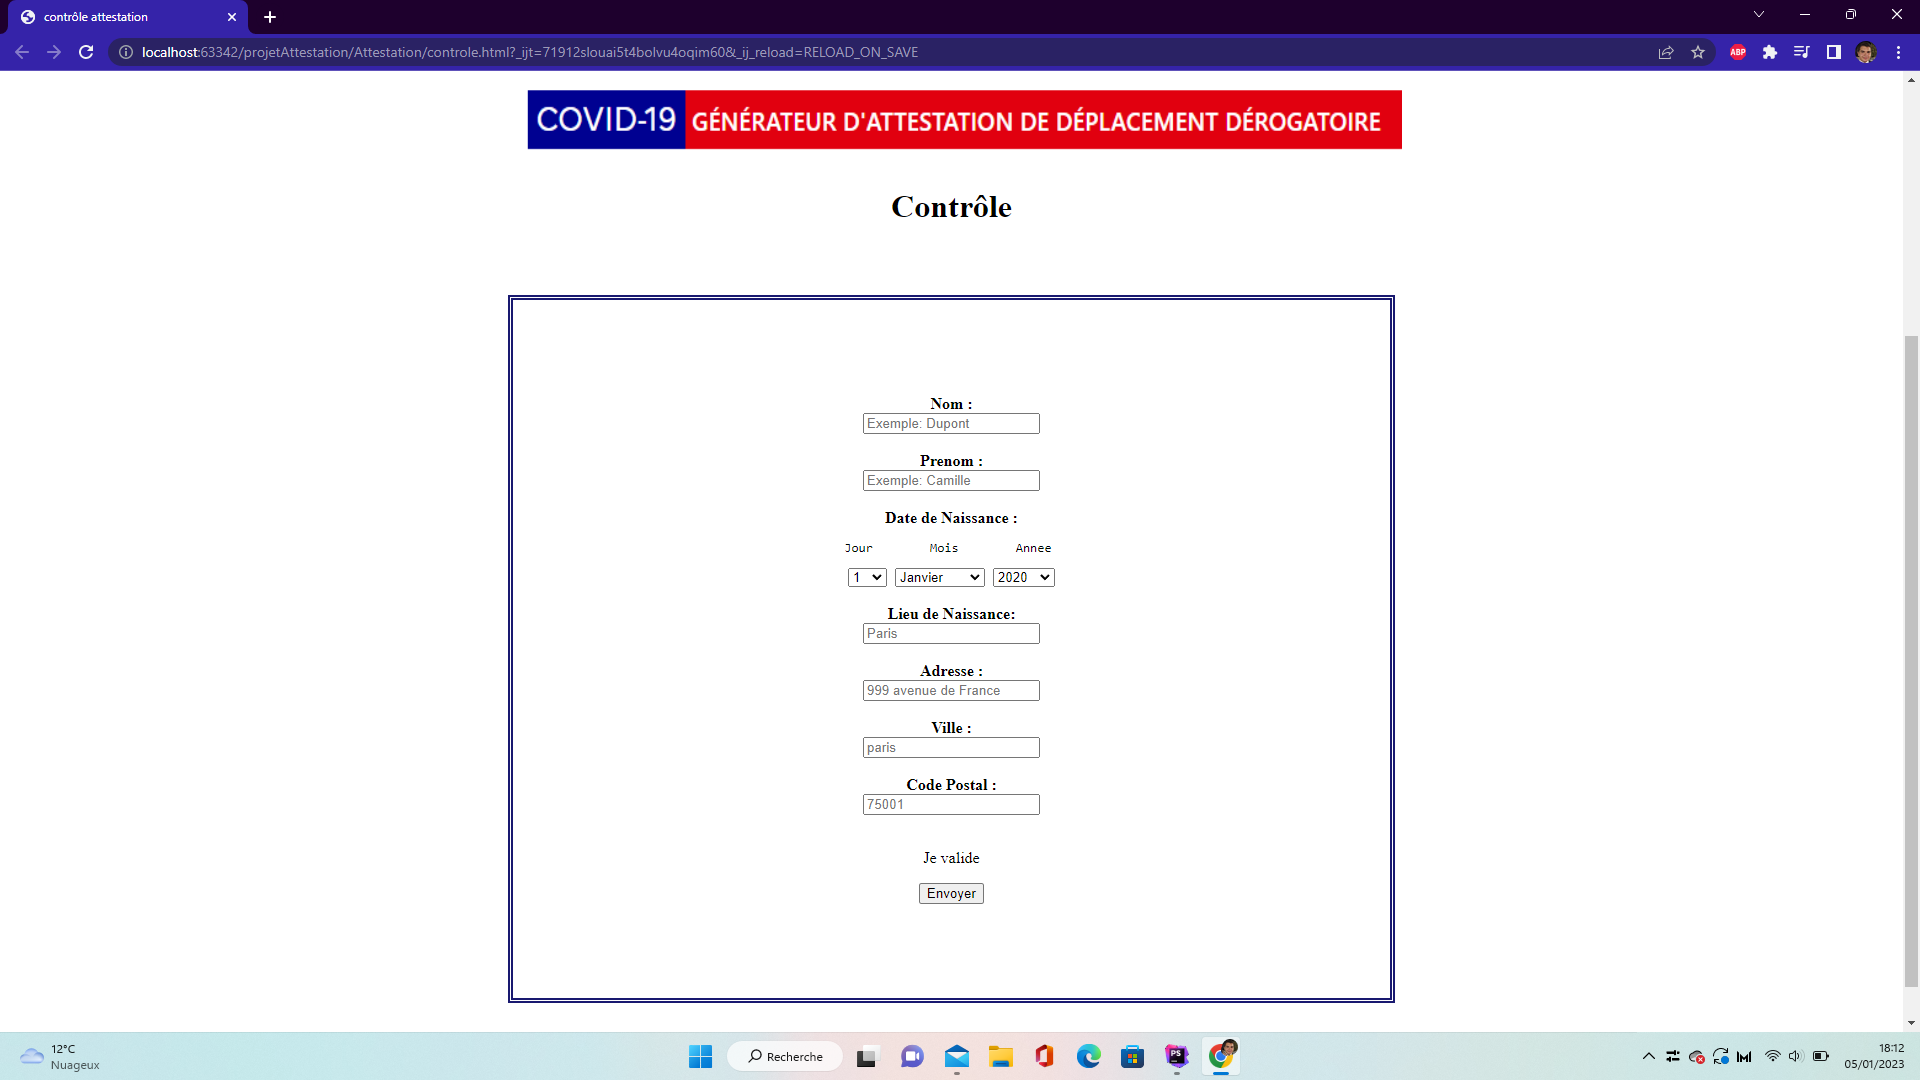 contrôle attestation
localhost:63342/projetAttestation/Attestation/controle.html?_ijt=71912slouai5t4bolvu4oqim60&_ij_reload=RELOAD_ON_SAVE
ABP
COVID-19 GÉNÉRATEUR D'ATTESTATION DE DÉPLACEMENT DÉROGATOIRE
Contrôle
Nom :
Exemple: Dupont
Prenom :
Exemple: Camille
Date de Naissance :
Jour Mois Annee
1 Janvier 2020
Lieu de Naissance:
Paris
Adresse :
999 avenue de France
Ville :
paris
Code Postal :
75001
Je valide
Envoyer
12°C
Nuageux
Recherche
PS
18:12
05/01/2023